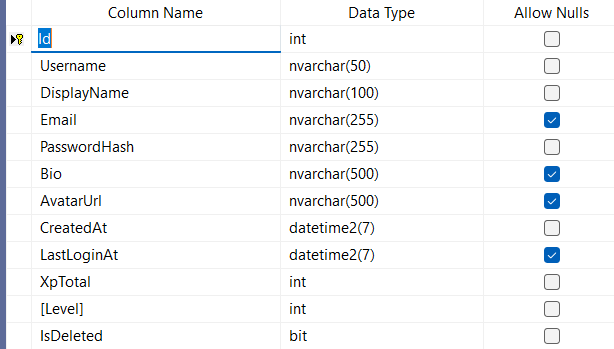 Column Name Data Type Allow Nulls
Id int
Username nvarchar(50)
DisplayName nvarchar(100)
Email nvarchar(255)
PasswordHash nvarchar(255)
Bio nvarchar(500)
AvatarUrl nvarchar(500)
CreatedAt datetime2(7)
LastLoginAt datetime2(7)
XpTotal int
[Level] int
IsDeleted bit